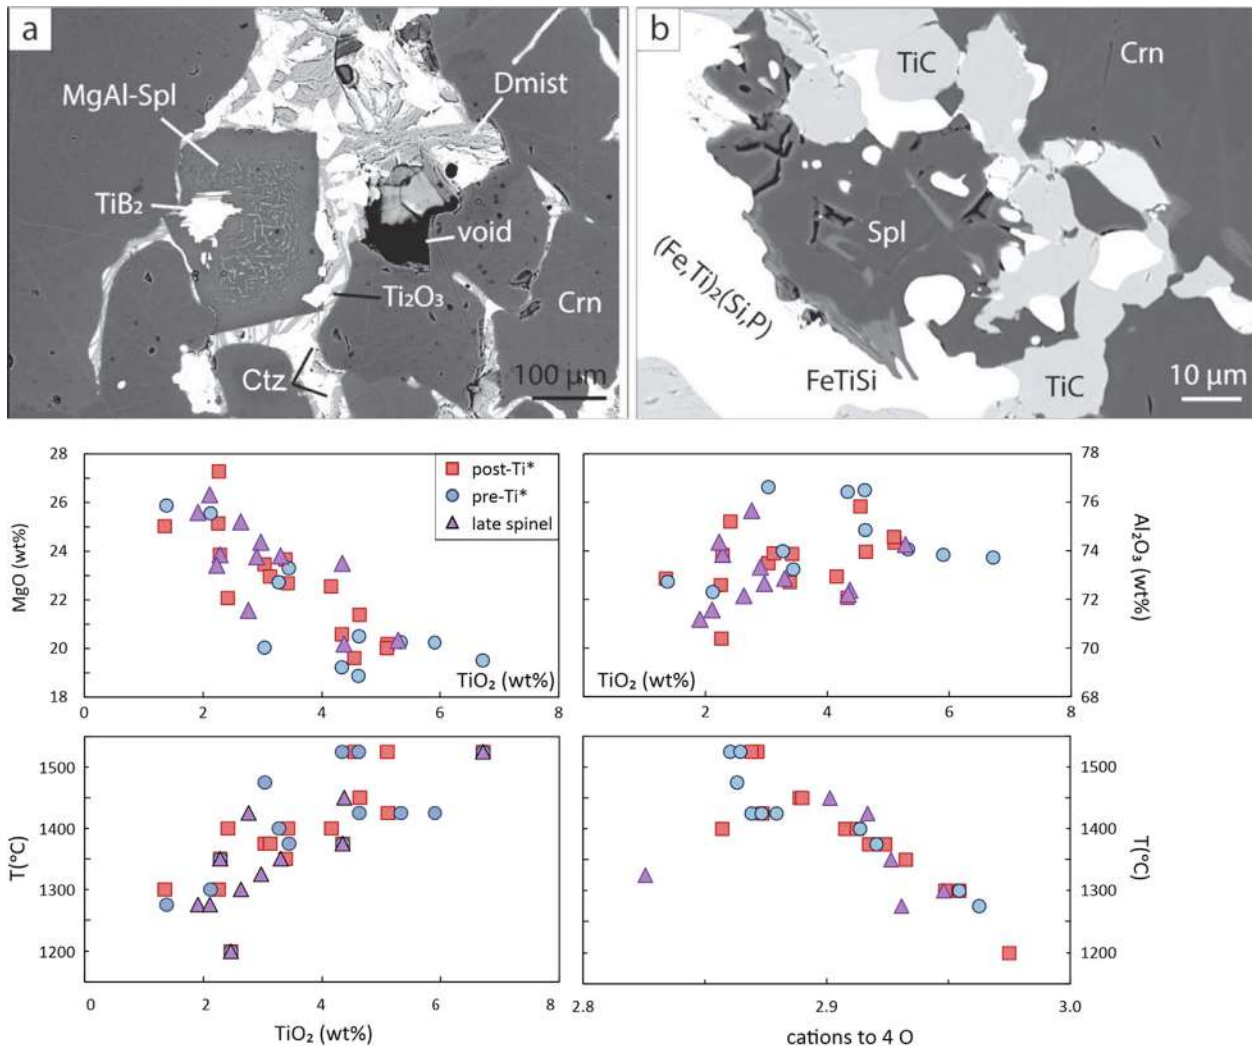 a
MgAl-Spl
Dmist
TiB₂
void
Ti₂O₃
Crn
Ctz
100 µm
b
TiC
Crn
Spl
(Fe,Ti)₂(Si,P)
FeTiSi
TiC
10 µm
28
26
24
22
20
18
MgO (wt%)
post-Ti*
pre-Ti*
late spinel
TiO₂ (wt%)
0 2 4 6 8
78
76
74
72
70
68
Al₂O₃ (wt%)
TiO₂ (wt%)
2 4 6 8
1500
1400
1300
1200
T(°C)
0 2 4 6 8
TiO₂ (wt%)
1500
1400
1300
1200
T(°C)
2.8 2.9 3.0
cations to 4 O